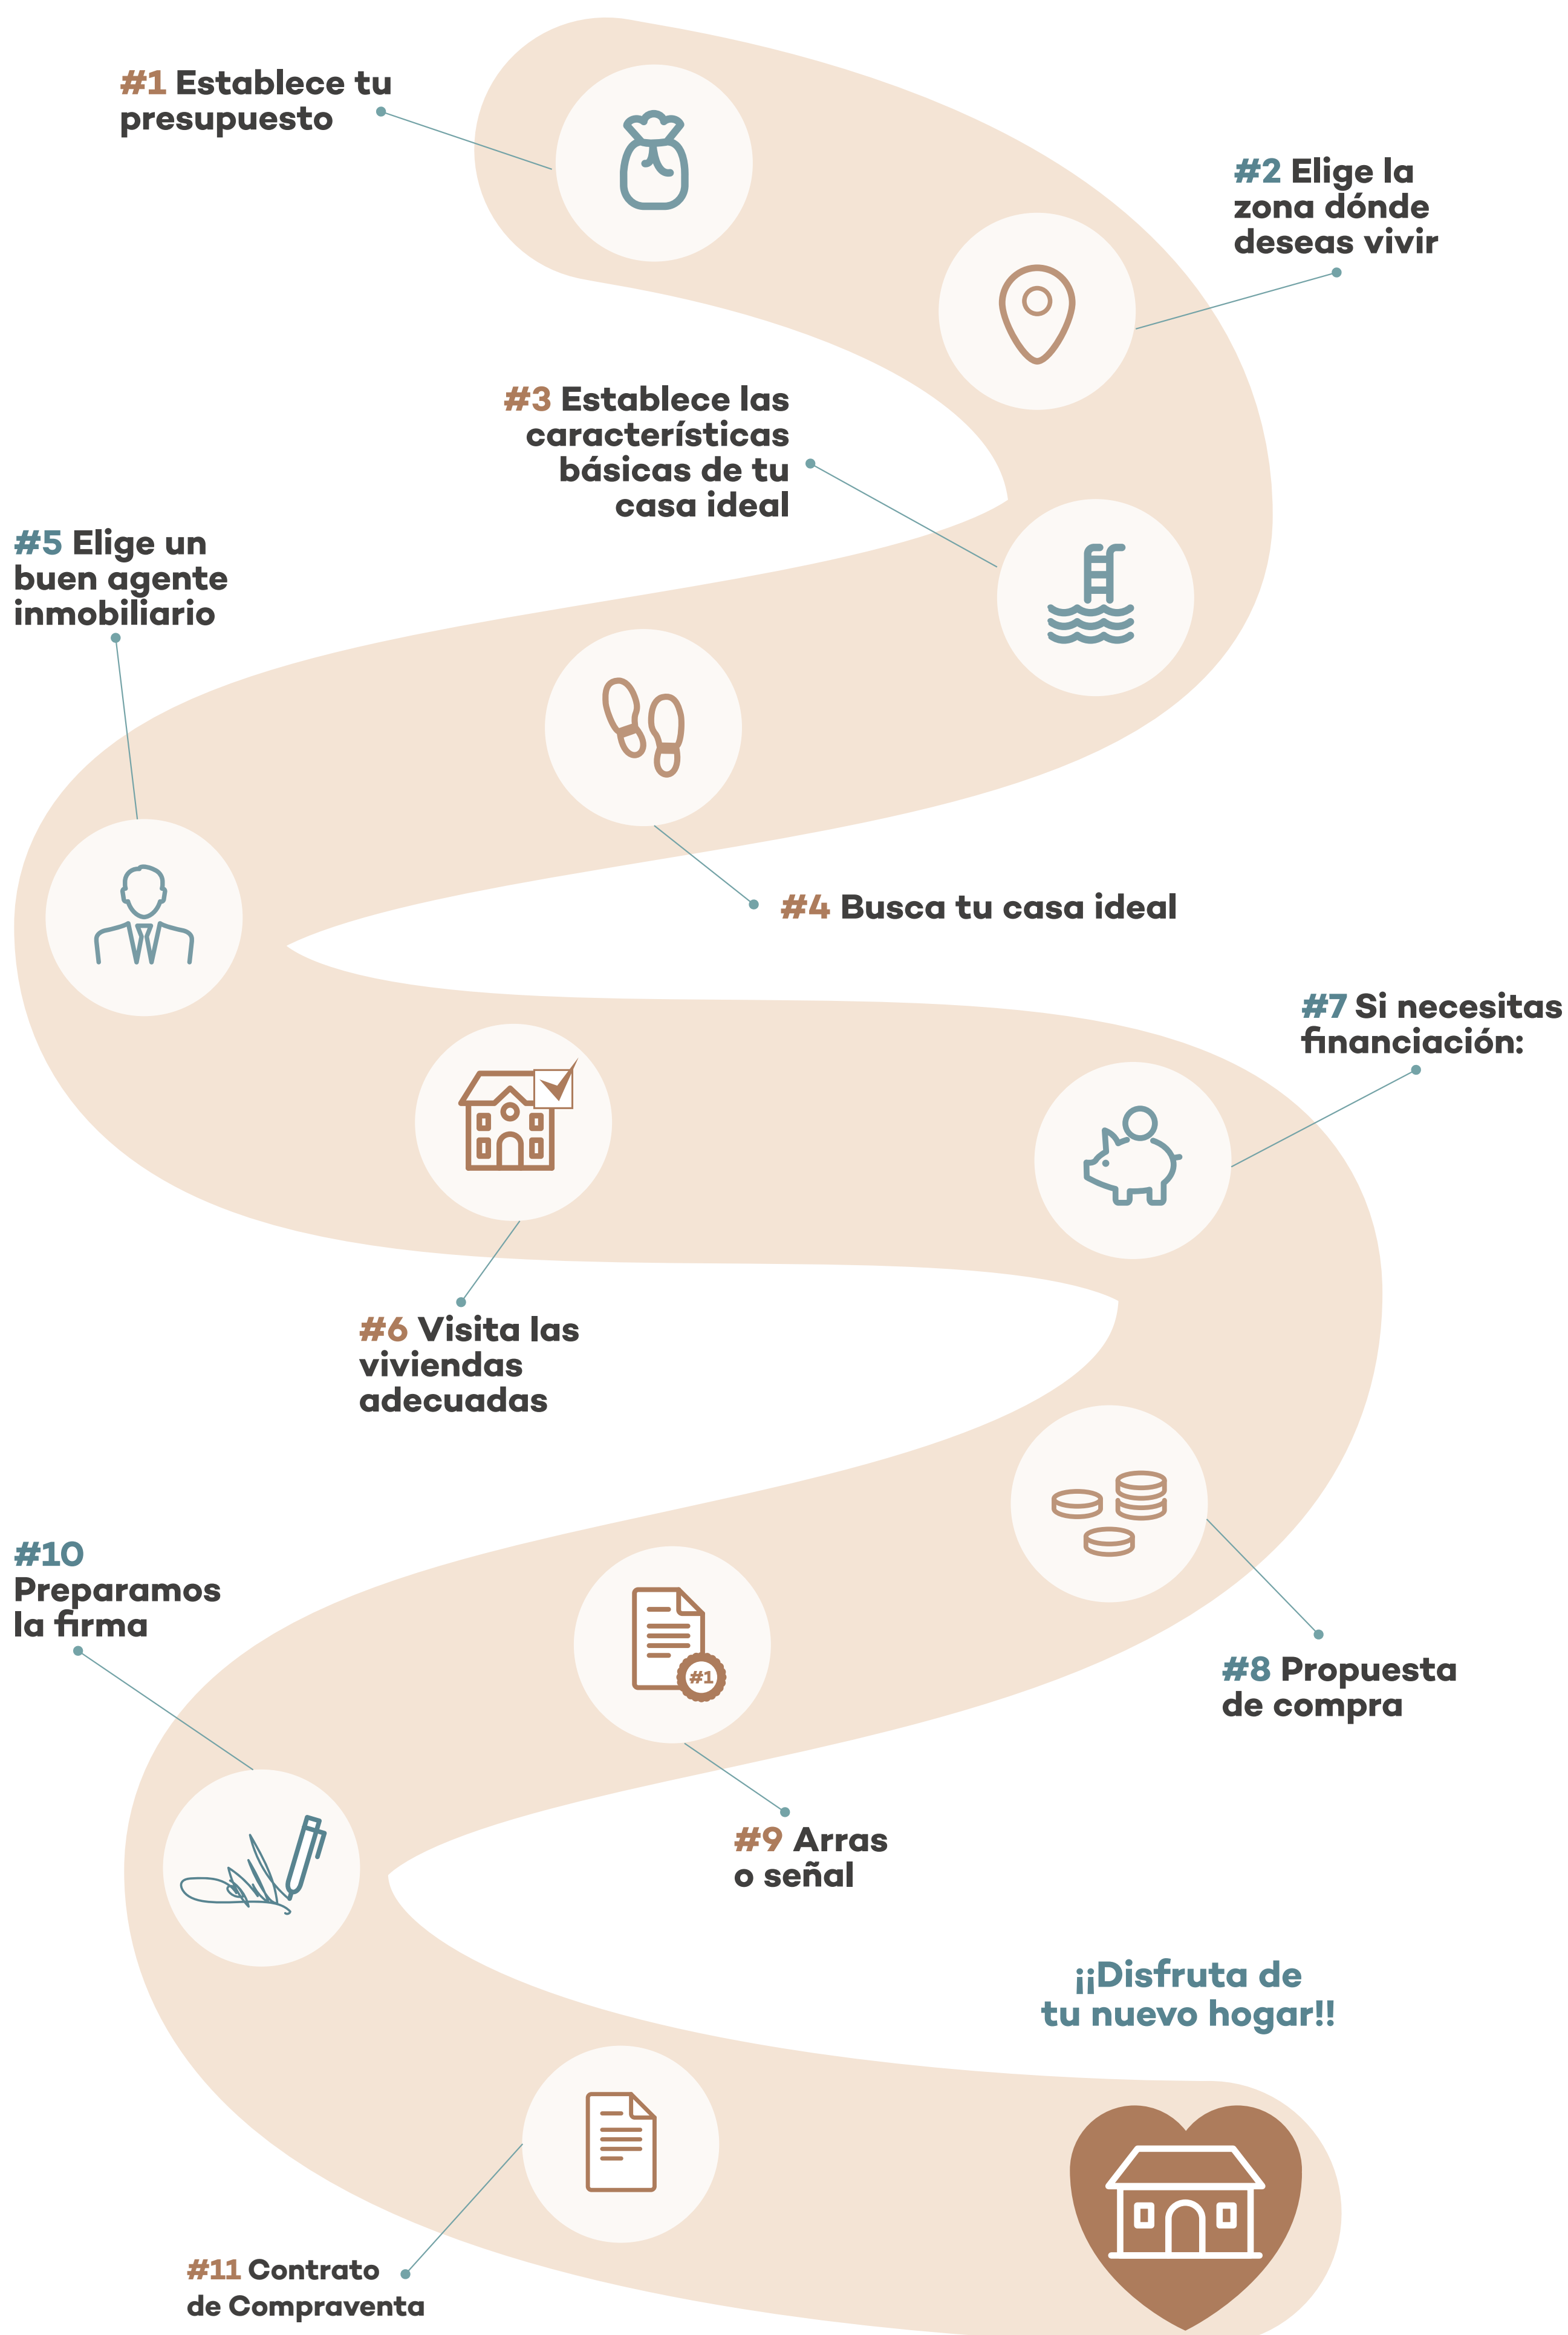 #1 Establece tu
presupuesto
#2 Elige la
zona dónde
deseas vivir
#3 Establece las
características
básicas de tu
casa ideal
#4 Busca tu casa ideal
#5 Elige un
buen agente
inmobiliario
#6 Visita las
viviendas
adecuadas
#7 Si necesitas
financiación:
#8 Propuesta
de compra
#9 Arras
o señal
#1
#10
Preparamos
la firma
#11 Contrato
de Compraventa
¡¡Disfruta de
tu nuevo hogar!!